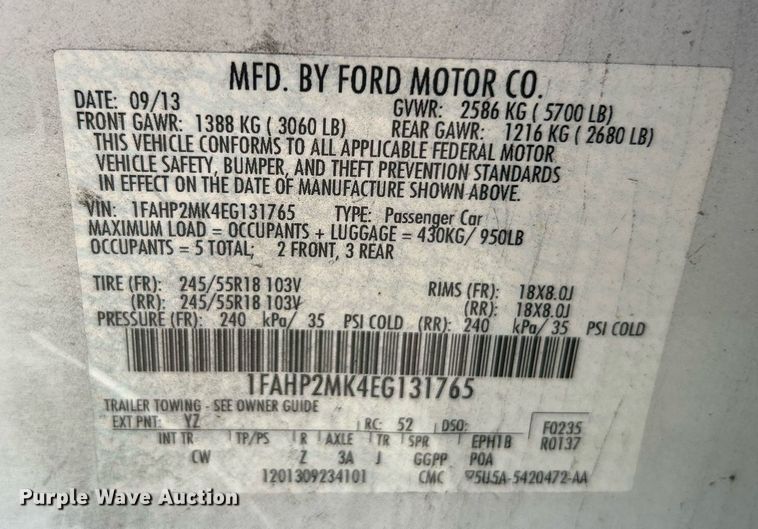 MFD. BY FORD MOTOR CO.
DATE: 09/13 GVWR: 2586 KG ( 5700 LB)
FRONT GAWR: 1388 KG ( 3060 LB) REAR GAWR: 1216 KG ( 2680 LB)
THIS VEHICLE CONFORMS TO ALL APPLICABLE FEDERAL MOTOR
VEHICLE SAFETY, BUMPER, AND THEFT PREVENTION STANDARDS
IN EFFECT ON THE DATE OF MANUFACTURE SHOWN ABOVE.
VIN: 1FAHP2MK4EG131765 TYPE: Passenger Car
MAXIMUM LOAD = OCCUPANTS + LUGGAGE = 430KG/ 950LB
OCCUPANTS = 5 TOTAL; 2 FRONT, 3 REAR
TIRE (FR): 245/55R18 103V RIMS (FR): 18X8.0J
(RR): 245/55R18 103V (RR): 18X8.0J
PRESSURE (FR): 240 kPa/ 35 PSI COLD (RR): 240 kPa/ 35 PSI COLD
1FAHP2MK4EG131765
TRAILER TOWING - SEE OWNER GUIDE
EXT PNT: YZ RC: 52 DSO: F0235
INT TR TP/PS R AXLE TR SPR EPH1B R0137
CW Z 3A J GGPP POA
1201309234101 CMC 5U5A-5420472-AA
Purple Wave Auction